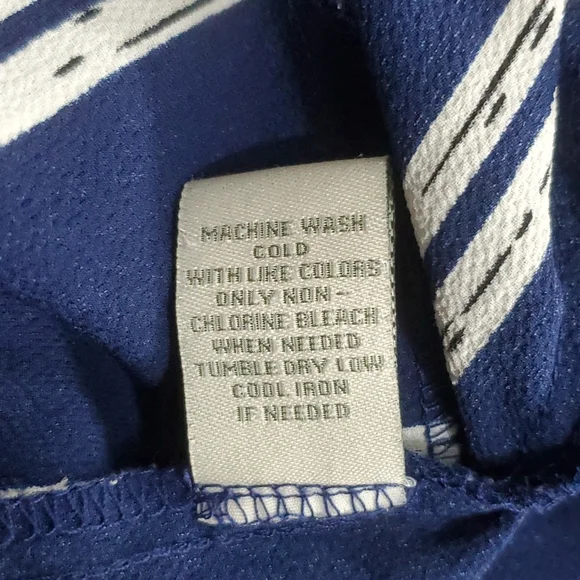 MACHINE WASH
COLD
WITH LIKE COLORS
ONLY NON-
CHLORINE BLEACH
WHEN NEEDED
TUMBLE DRY LOW
COOL IRON
IF NEEDED